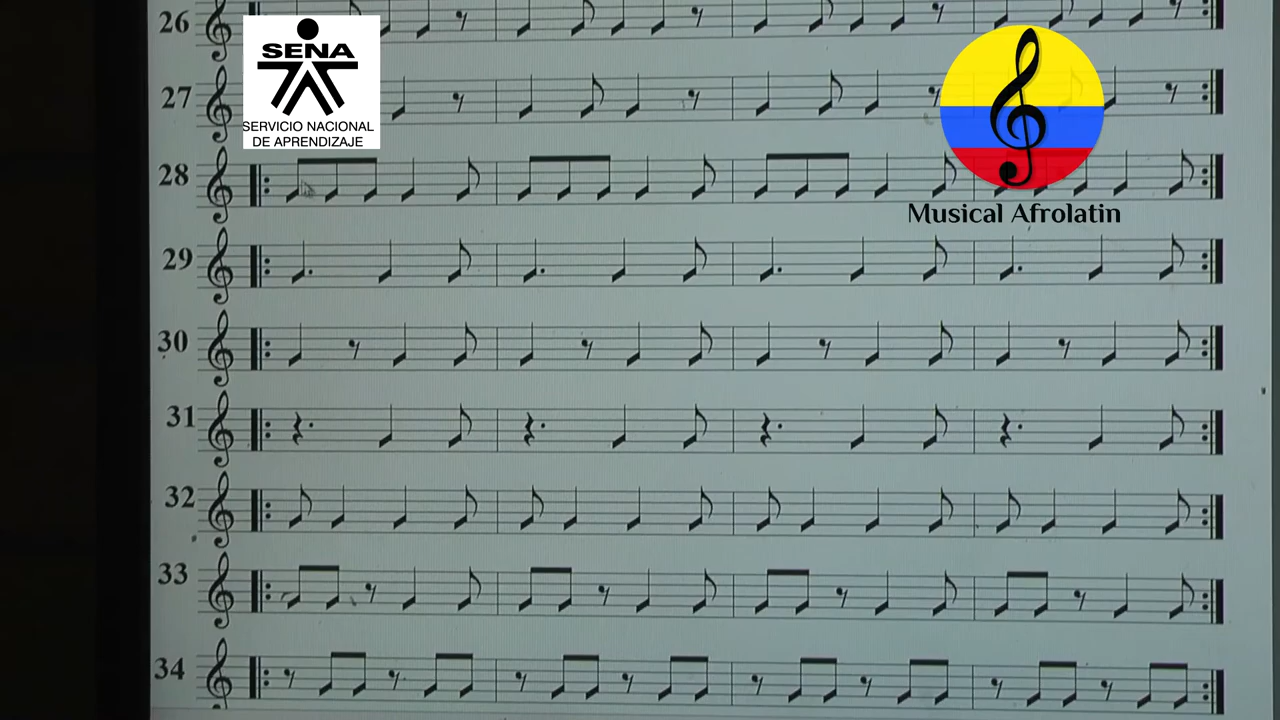 26
SENA
SERVICIO NACIONAL
DE APRENDIZAJE
27
28
Musical Afrolatin
29
30
31
32
33
34